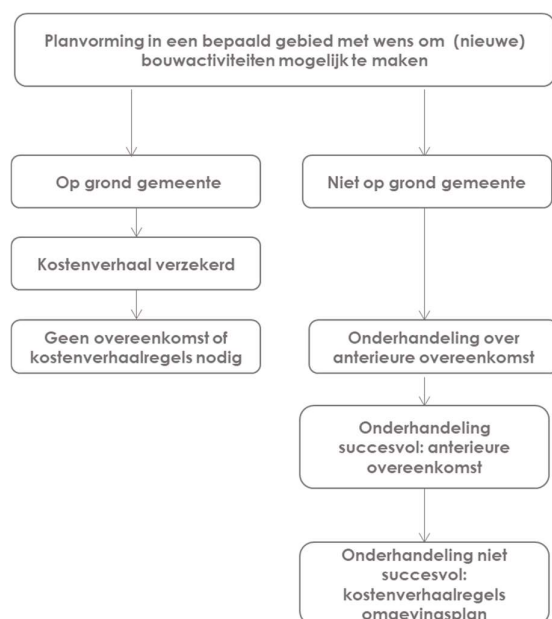 Planvorming in een bepaald gebied met wens om (nieuwe)
bouwactiviteiten mogelijk te maken
Op grond gemeente
Niet op grond gemeente
Kostenverhaal verzekerd
Geen overeenkomst of
kostenverhaalregels nodig
Onderhandeling over
anterieure overeenkomst
Onderhandeling
succesvol: anterieure
overeenkomst
Onderhandeling niet
succesvol:
kostenverhaalregels
omgevingsplan